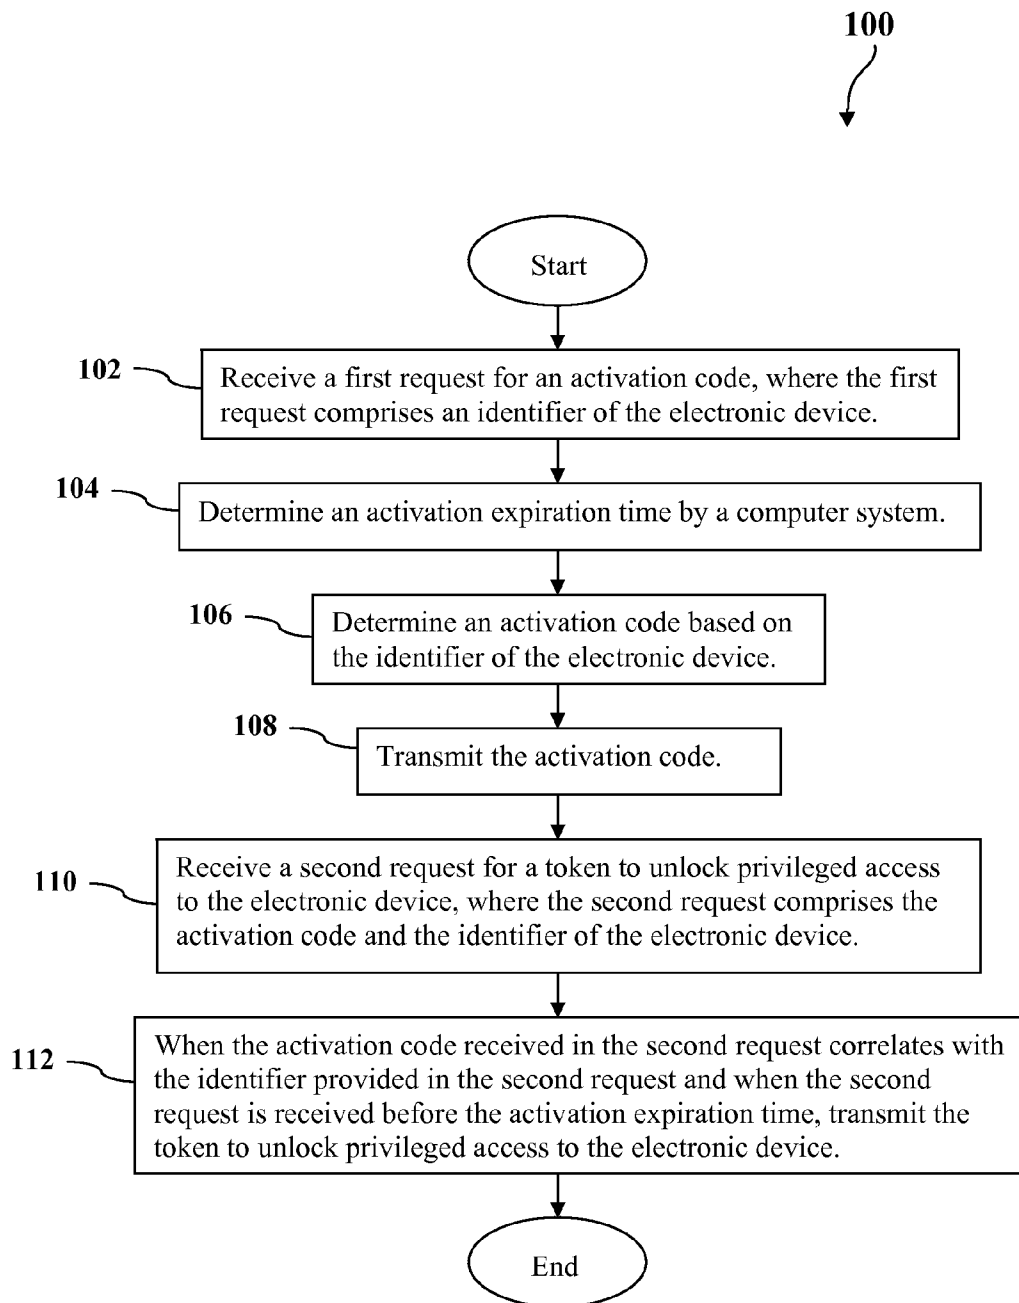 100
Start
102
Receive a first request for an activation code, where the first
request comprises an identifier of the electronic device.
104
Determine an activation expiration time by a computer system.
106
Determine an activation code based on
the identifier of the electronic device.
108
Transmit the activation code.
110
Receive a second request for a token to unlock privileged access
to the electronic device, where the second request comprises the
activation code and the identifier of the electronic device.
112
When the activation code received in the second request correlates with
the identifier provided in the second request and when the second
request is received before the activation expiration time, transmit the
token to unlock privileged access to the electronic device.
End